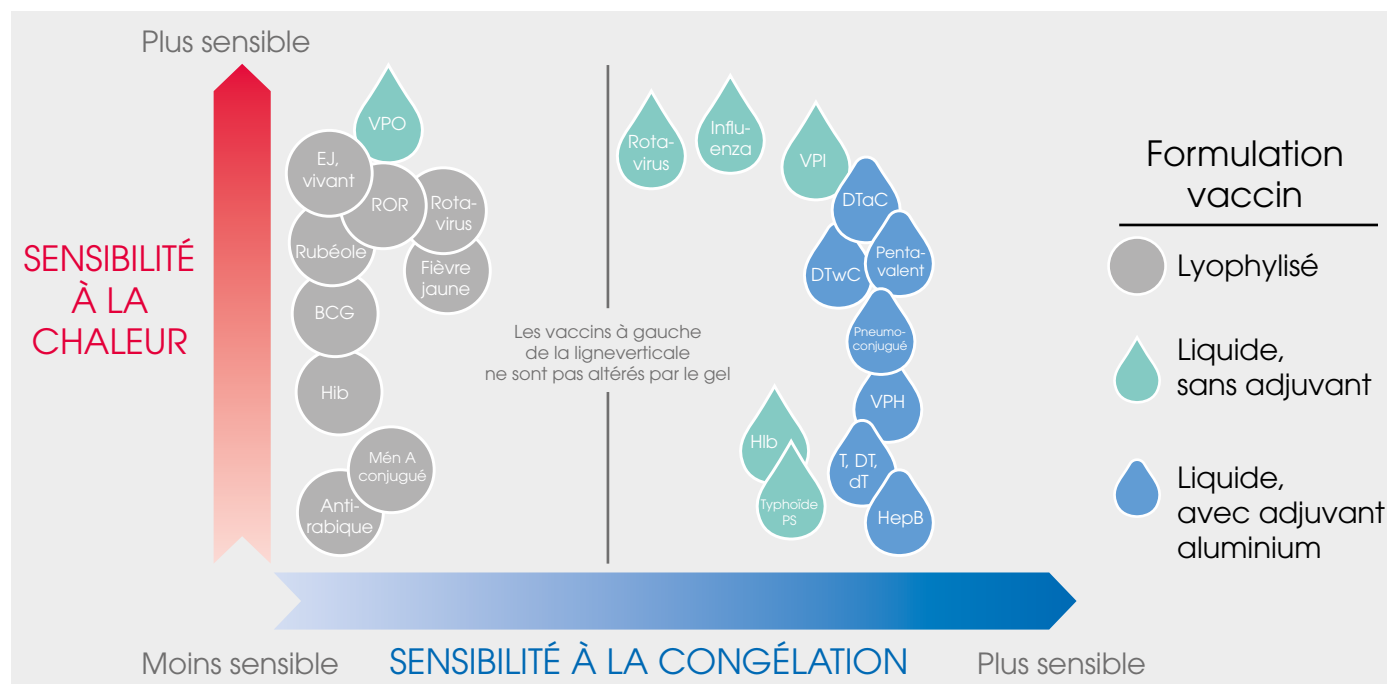 Plus sensible
SENSIBILITÉ
À LA
CHALEUR
VPO
EJ,
vivant
ROR
Rota-
virus
Rubéole
Fièvre
jaune
BCG
Hib
Mén A
conjugué
Anti-
rabique
Les vaccins à gauche
de la ligneverticale
ne sont pas altérés par le gel
Rota-
virus
Influ-
enza
VPI
DTaC
DTwC
Penta-
valent
Pneumo-
conjugué
VPH
HIb
Typhoïde
PS
T, DT,
dT
HepB
Formulation
vaccin
Lyophylisé
Liquide,
sans adjuvant
Liquide,
avec adjuvant
aluminium
Moins sensible
SENSIBILITÉ À LA CONGÉLATION
Plus sensible